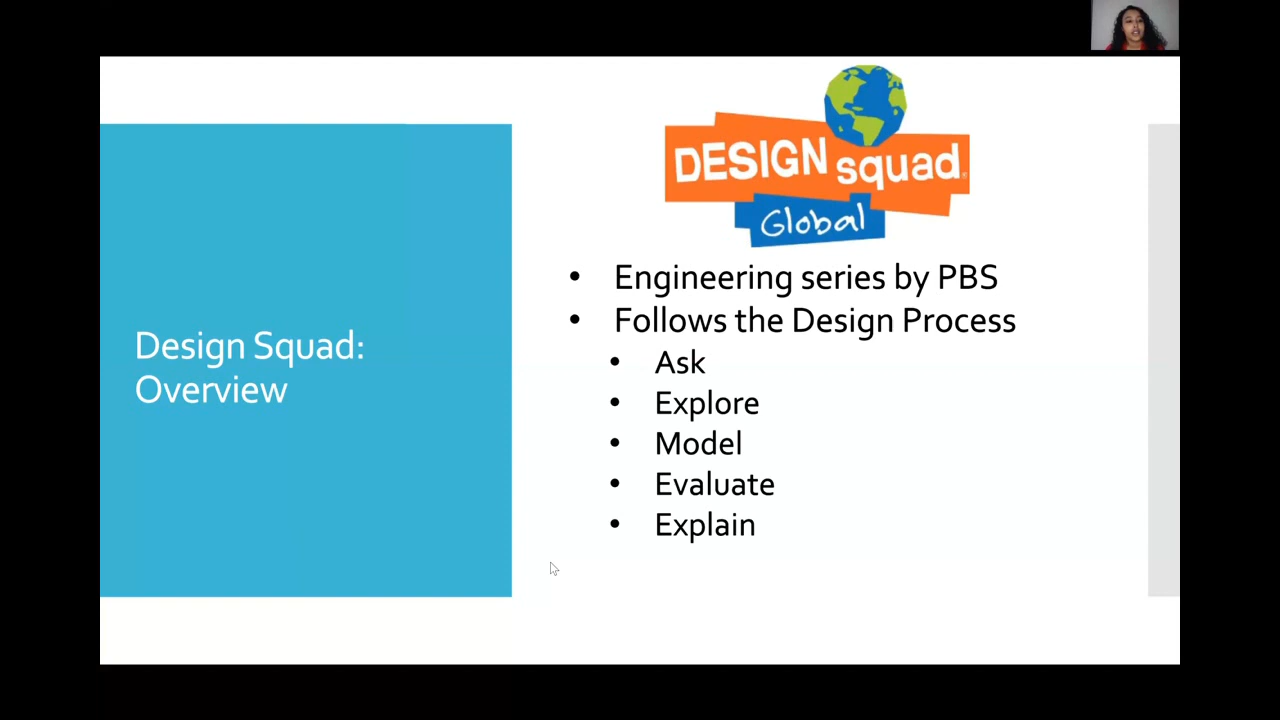 DESIGN squad
Global
Design Squad:
Overview
• Engineering series by PBS
• Follows the Design Process
• Ask
• Explore
• Model
• Evaluate
• Explain